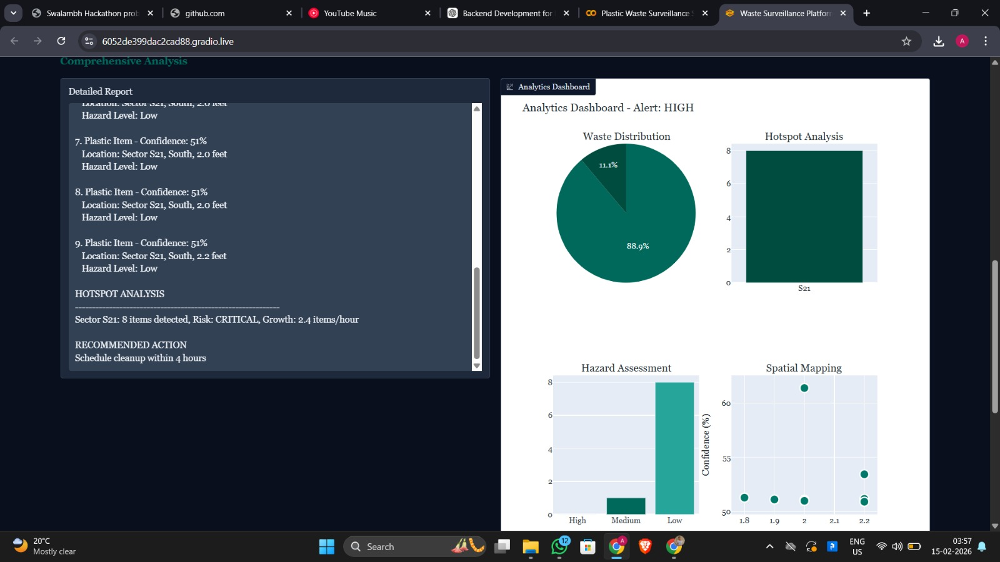 Swalambh Hackathon prob
github.com
YouTube Music
Backend Development for
Plastic Waste Surveillance S
Waste Surveillance Platform
6052de399dac2cad88.gradio.live
A
Comprehensive Analysis
Detailed Report
Location: Sector S21, South, 2.0 feet
Hazard Level: Low
7. Plastic Item - Confidence: 51%
Location: Sector S21, South, 2.0 feet
Hazard Level: Low
8. Plastic Item - Confidence: 51%
Location: Sector S21, South, 2.0 feet
Hazard Level: Low
9. Plastic Item - Confidence: 51%
Location: Sector S21, South, 2.2 feet
Hazard Level: Low
HOTSPOT ANALYSIS
------------------------------------------------------------
Sector S21: 8 items detected, Risk: CRITICAL, Growth: 2.4 items/hour
RECOMMENDED ACTION
Schedule cleanup within 4 hours
Analytics Dashboard
Analytics Dashboard - Alert: HIGH
Waste Distribution
11.1%
88.9%
Hotspot Analysis
8
6
4
2
0
S21
Hazard Assessment
8
6
4
2
0
High Medium Low
Spatial Mapping
Confidence (%)
60
55
50
1.8 1.9 2 2.1 2.2
20°C
Mostly clear
Search
12
A
ENG
US
03:57
15-02-2026